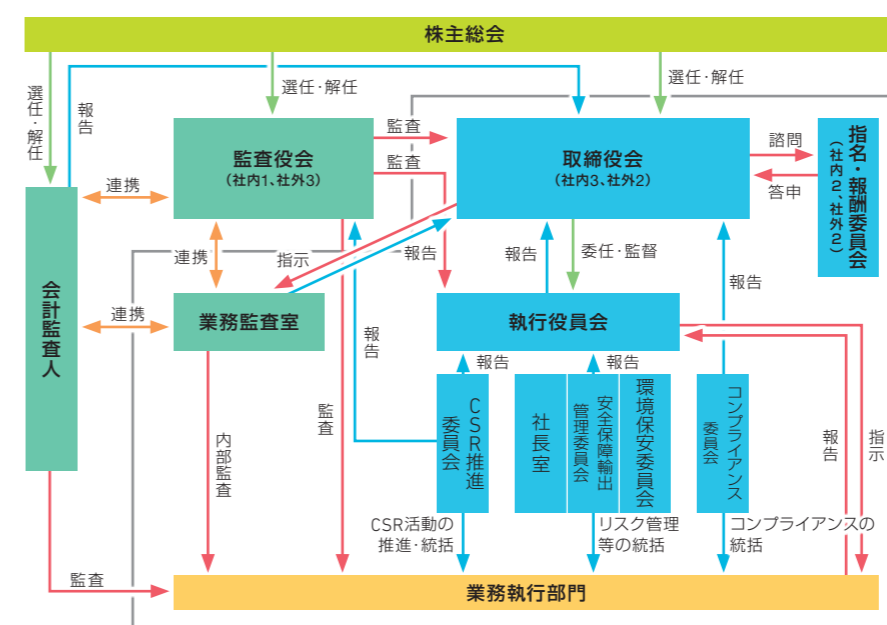 株主総会
選任・解任
報告
選任・解任
選任・解任
監査役会
(社内1、社外3)
監査
監査
取締役会
(社内3、社外2)
諮問
答申
指名・報酬委員会
(社内2、社外2)
連携
連携
指示
報告
報告
委任・監督
報告
会計監査人
連携
業務監査室
執行役員会
報告
報告
報告
監査
内部監査
CSR推進
委員会
社長室
安全保障輸出
管理委員会
環境保安委員会
コンプライアンス
委員会
報告
指示
CSR活動の
推進・統括
リスク管理
等の統括
コンプライアンスの
統括
監査
業務執行部門